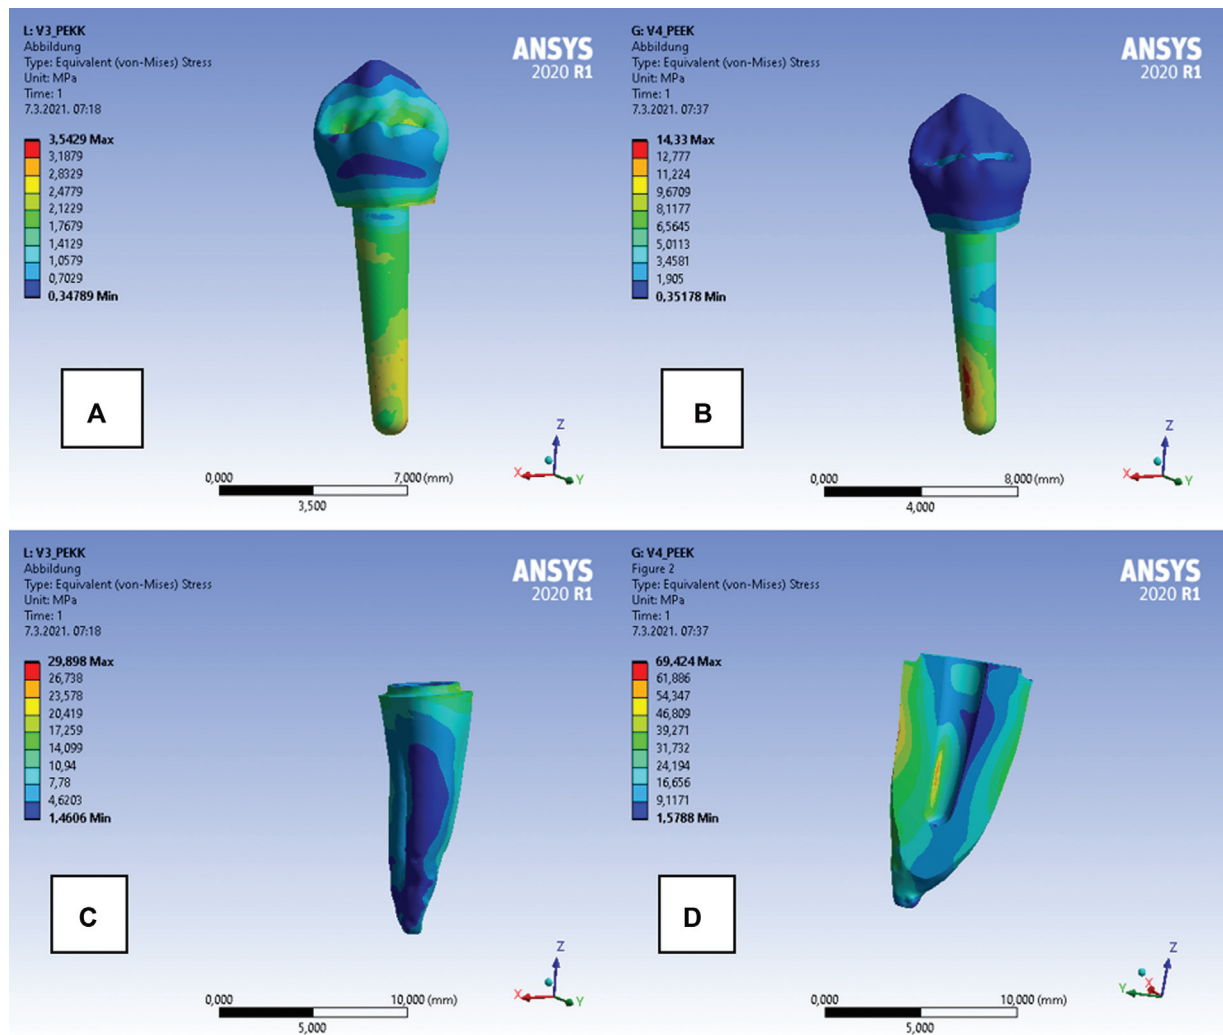 L: V3_PEKK
Abbildung
Type: Equivalent (von-Mises) Stress
Unit: MPa
Time: 1
7.3.2021. 07:18
ANSYS
2020 R1
3,5429 Max
3,1879
2,8329
2,4779
2,1229
1,7679
1,4129
1,0579
0,7029
0,34789 Min
A
0,000
7,000 (mm)
3,500
Z
X
Y
G: V4_PEEK
Abbildung
Type: Equivalent (von-Mises) Stress
Unit: MPa
Time: 1
7.3.2021. 07:37
ANSYS
2020 R1
14,33 Max
12,777
11,224
9,6709
8,1177
6,5645
5,0113
3,4581
1,905
0,35178 Min
B
0,000
8,000 (mm)
4,000
Z
X
Y
L: V3_PEKK
Abbildung
Type: Equivalent (von-Mises) Stress
Unit: MPa
Time: 1
7.3.2021. 07:18
ANSYS
2020 R1
29,898 Max
26,738
23,578
20,419
17,259
14,099
10,94
7,78
4,6203
1,4606 Min
C
0,000
10,000 (mm)
5,000
Z
X
Y
G: V4_PEEK
Figure 2
Type: Equivalent (von-Mises) Stress
Unit: MPa
Time: 1
7.3.2021. 07:37
ANSYS
2020 R1
69,424 Max
61,886
54,347
46,809
39,271
31,732
24,194
16,656
9,1171
1,5788 Min
D
0,000
10,000 (mm)
5,000
Z
X
Y